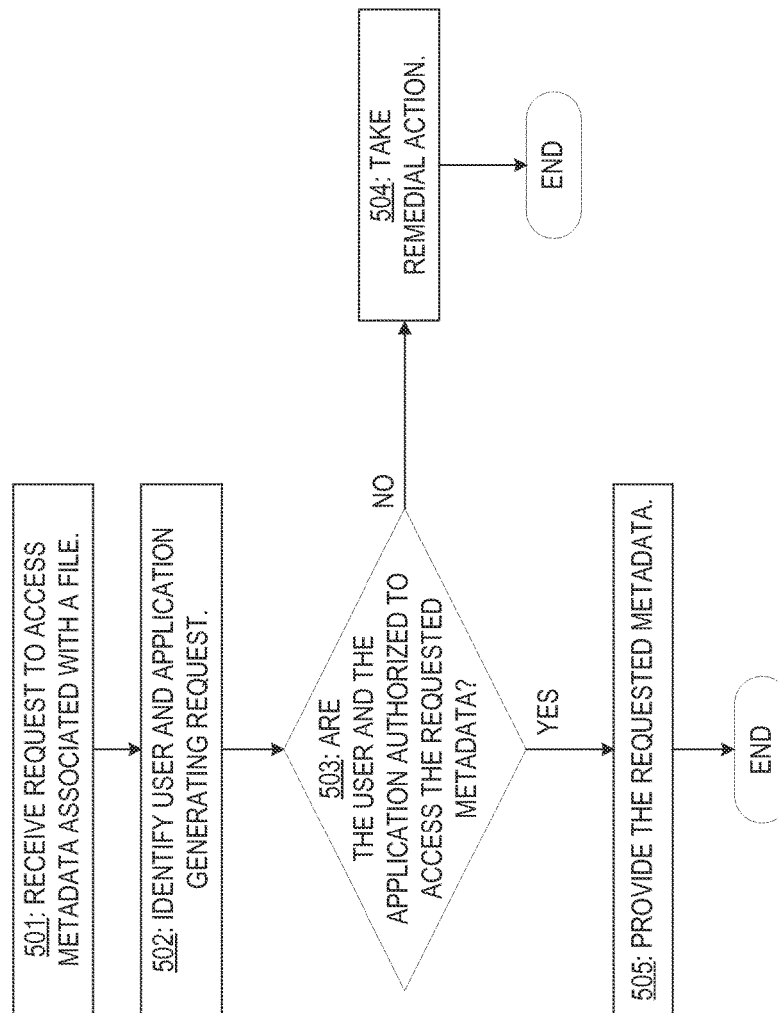 501: RECEIVE REQUEST TO ACCESS
METADATA ASSOCIATED WITH A FILE.
502: IDENTIFY USER AND APPLICATION
GENERATING REQUEST.
503: ARE
THE USER AND THE
APPLICATION AUTHORIZED TO
ACCESS THE REQUESTED
METADATA?
NO
504: TAKE
REMEDIAL ACTION.
END
YES
505: PROVIDE THE REQUESTED METADATA.
END